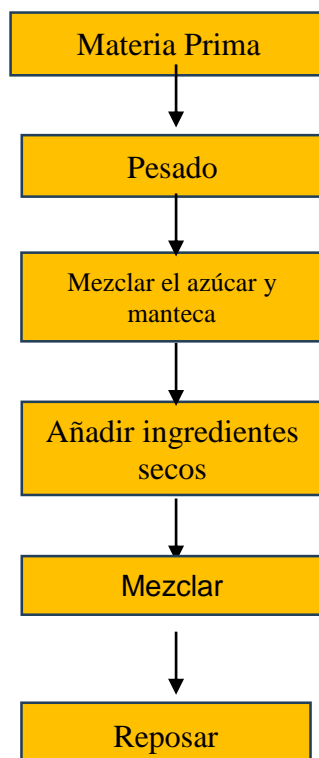 Materia Prima
Pesado
Mezclar el azúcar y
manteca
Añadir ingredientes
secos
Mezclar
Reposar